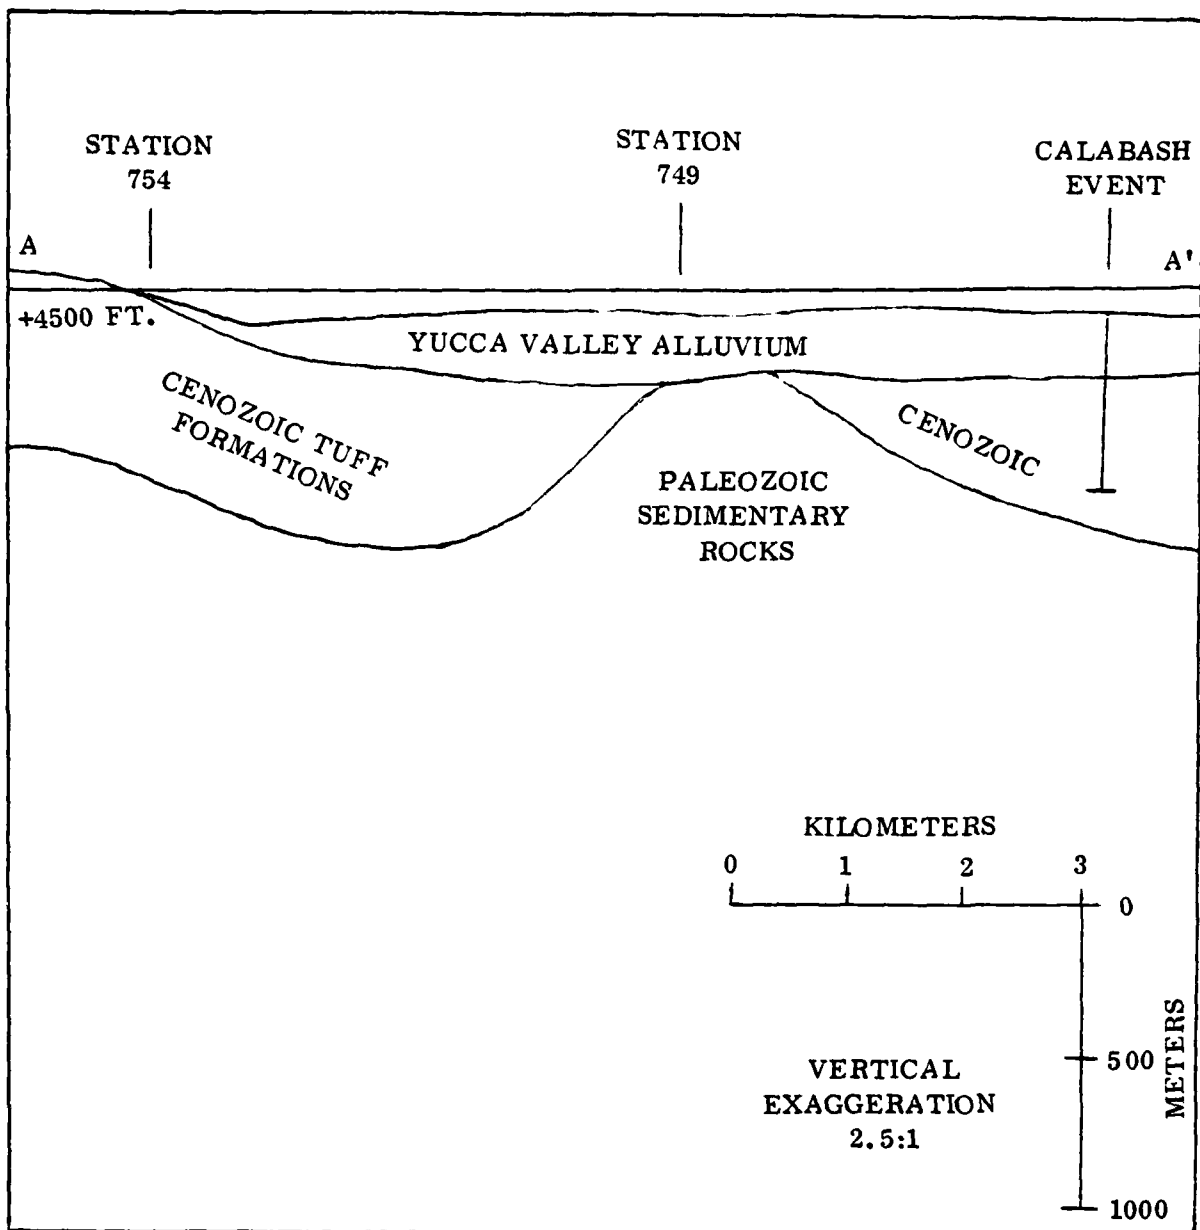 STATION
754
STATION
749
CALABASH
EVENT
A
A'
+4500 FT.
YUCCA VALLEY ALLUVIUM
CENOZOIC TUFF
FORMATIONS
CENOZOIC
PALEOZOIC
SEDIMENTARY
ROCKS
KILOMETERS
0 1 2 3
0
500
1000
METERS
VERTICAL
EXAGGERATION
2.5:1